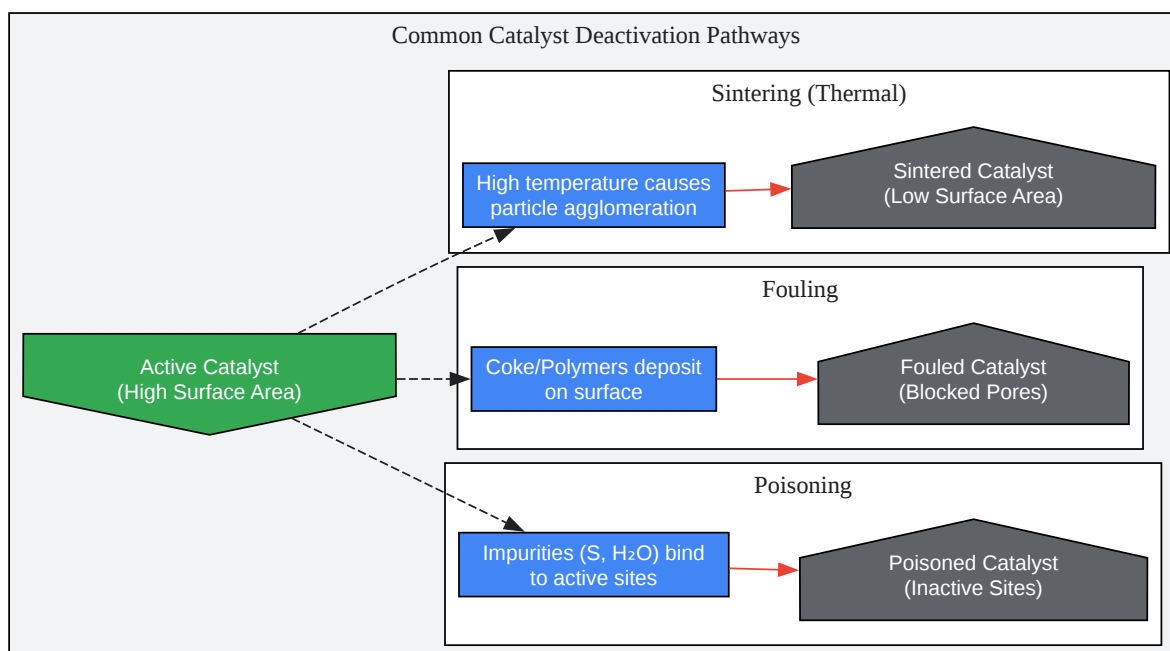 Common Catalyst Deactivation Pathways
Sintering (Thermal)
High temperature causes
particle agglomeration
Sintered Catalyst
(Low Surface Area)
Fouling
Active Catalyst
(High Surface Area)
Coke/Polymers deposit
on surface
Fouled Catalyst
(Blocked Pores)
Poisoning
Impurities (S, H₂O) bind
to active sites
Poisoned Catalyst
(Inactive Sites)